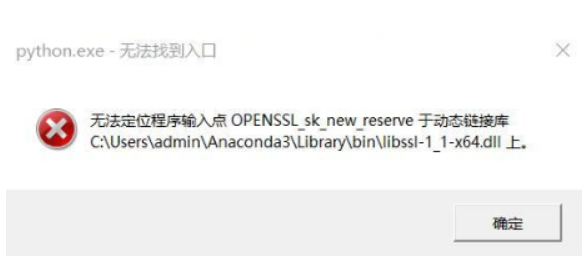 python.exe - 无法找到入口
无法定位程序输入点 OPENSSL_sk_new_reserve 于动态链接库
C:\Users\admin\Anaconda3\Library\bin\libssl-1_1-x64.dll 上。
确定